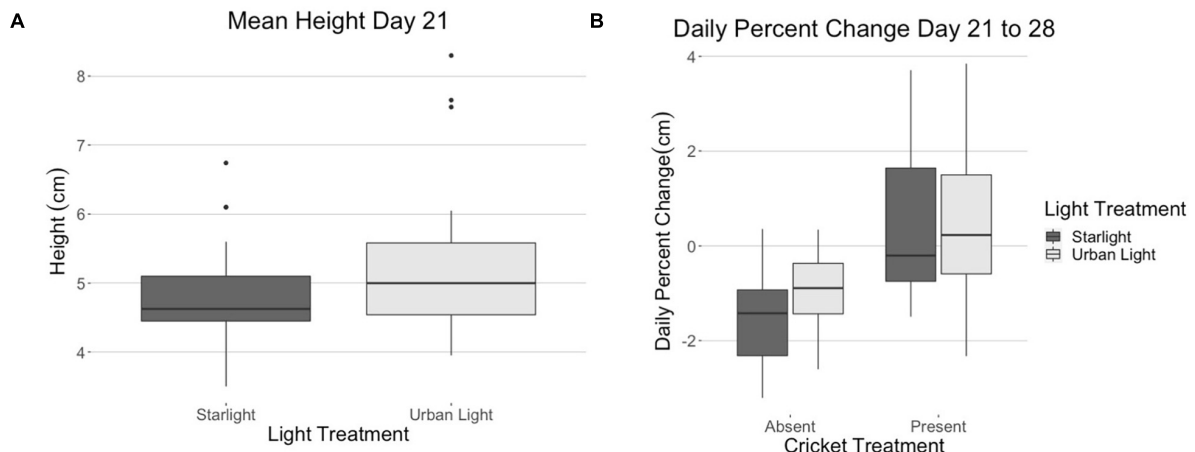 A
Mean Height Day 21
Height (cm)
8
7
6
5
4
Starlight
Urban Light
Light Treatment
B
Daily Percent Change Day 21 to 28
Daily Percent Change(cm)
4
2
0
-2
Absent
Present
Cricket Treatment
Light Treatment
Starlight
Urban Light